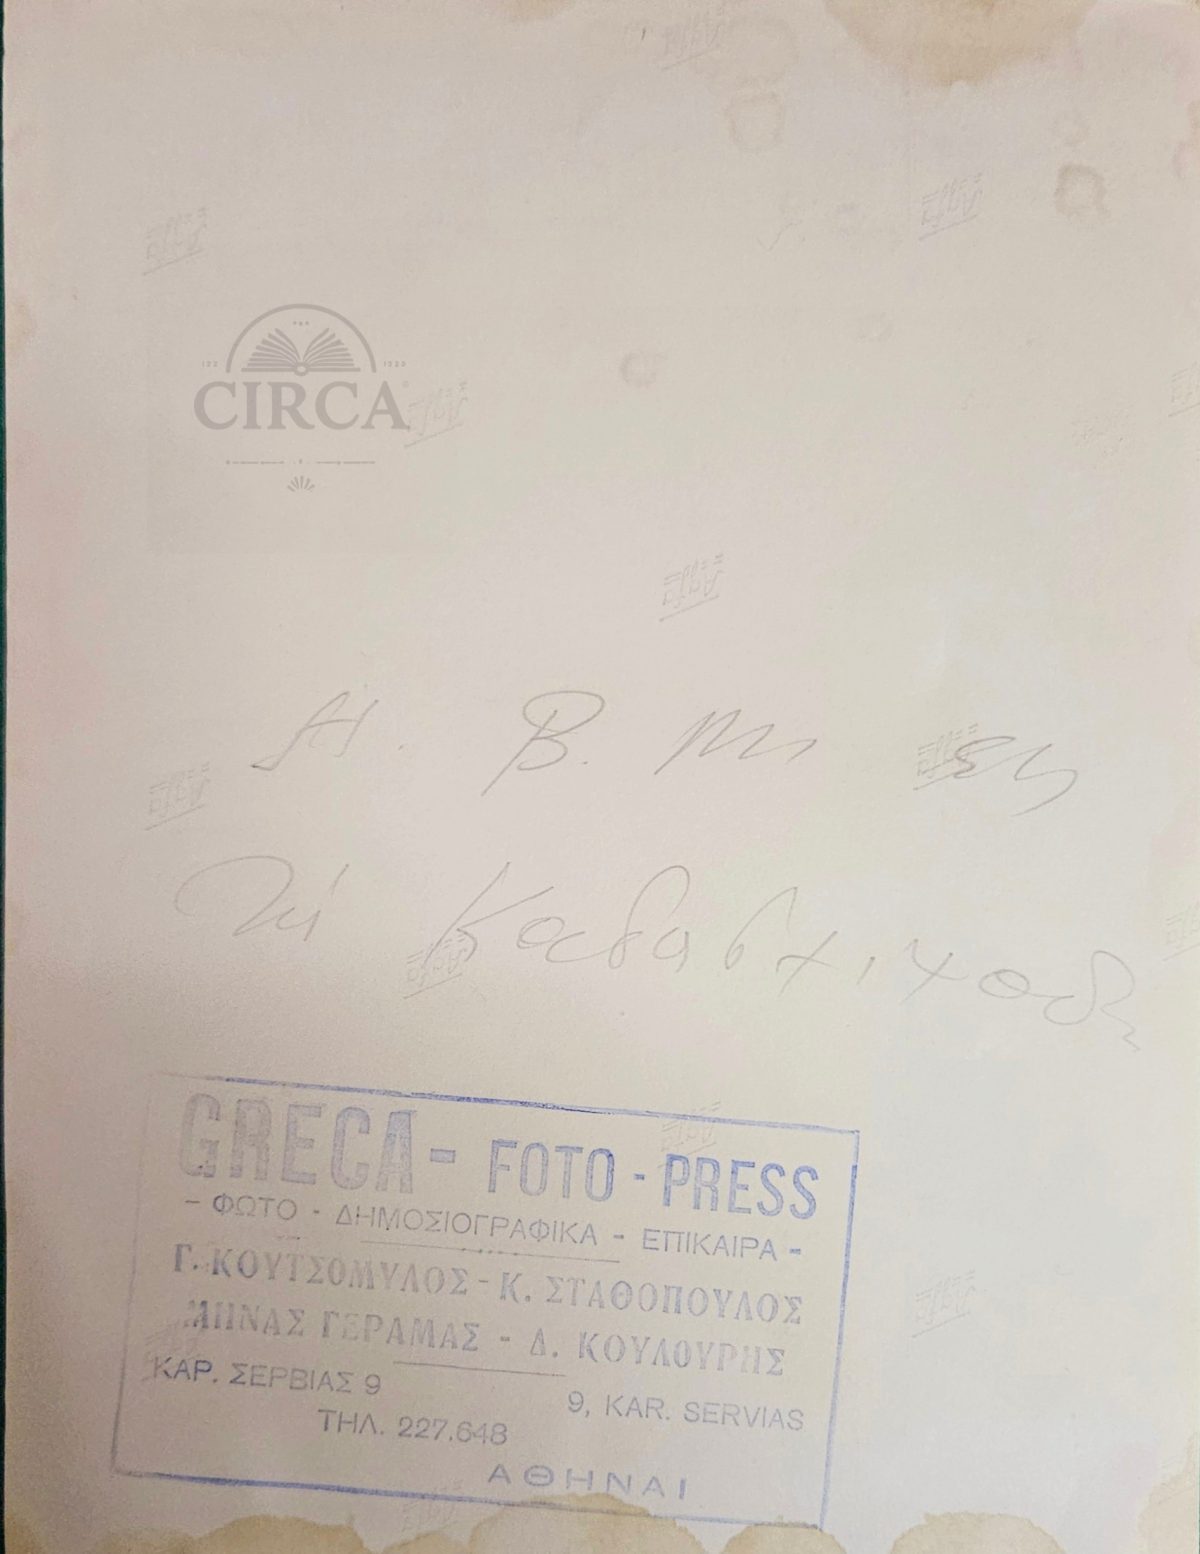 CIRCA
Η Β.
GRECA - FOTO - PRESS
- ΦΩΤΟ - ΔΗΜΟΣΙΟΓΡΑΦΙΚΑ - ΕΠΙΚΑΙΡΑ -
Γ. ΚΟΥΤΣΟΜΥΛΟΣ - Κ. ΣΤΑΘΟΠΟΥΛΟΣ
ΜΗΝΑΣ ΓΕΡΑΜΑΣ - Δ. ΚΟΥΛΟΥΡΗΣ
ΚΑΡ. ΣΕΡΒΙΑΣ 9 9, KAR. SERVIAS
ΤΗΛ. 227.648
ΑΘΗΝΑΙ